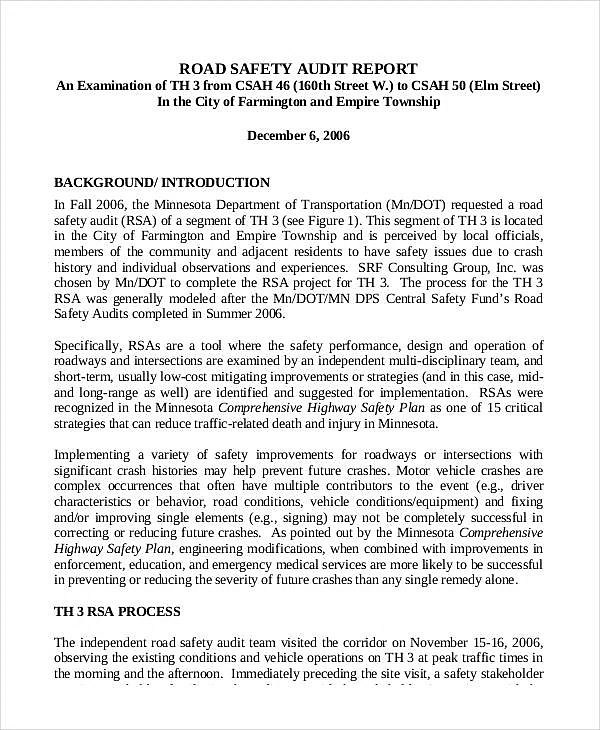 ROAD SAFETY AUDIT REPORT
An Examination of TH 3 from CSAH 46 (160th Street W.) to CSAH 50 (Elm Street)
In the City of Farmington and Empire Township
December 6, 2006
BACKGROUND/ INTRODUCTION
In Fall 2006, the Minnesota Department of Transportation (Mn/DOT) requested a road
safety audit (RSA) of a segment of TH 3 (see Figure 1). This segment of TH 3 is located
in the City of Farmington and Empire Township and is perceived by local officials,
members of the community and adjacent residents to have safety issues due to crash
history and individual observations and experiences. SRF Consulting Group, Inc. was
chosen by Mn/DOT to complete the RSA project for TH 3. The process for the TH 3
RSA was generally modeled after the Mn/DOT/MN DPS Central Safety Fund's Road
Safety Audits completed in Summer 2006.
Specifically, RSAs are a tool where the safety performance, design and operation of
roadways and intersections are examined by an independent multi-disciplinary team, and
short-term, usually low-cost mitigating improvements or strategies (and in this case, mid-
and long-range as well) are identified and suggested for implementation. RSAs were
recognized in the Minnesota Comprehensive Highway Safety Plan as one of 15 critical
strategies that can reduce traffic-related death and injury in Minnesota.
Implementing a variety of safety improvements for roadways or intersections with
significant crash histories may help prevent future crashes. Motor vehicle crashes are
complex occurrences that often have multiple contributors to the event (e.g., driver
characteristics or behavior, road conditions, vehicle conditions/equipment) and fixing
and/or improving single elements (e.g., signing) may not be completely successful in
correcting or reducing future crashes. As pointed out by the Minnesota Comprehensive
Highway Safety Plan, engineering modifications, when combined with improvements in
enforcement, education, and emergency medical services are more likely to be successful
in preventing or reducing the severity of future crashes than any single remedy alone.
TH 3 RSA PROCESS
The independent road safety audit team visited the corridor on November 15-16, 2006,
observing the existing conditions and vehicle operations on TH 3 at peak traffic times in
the morning and the afternoon. Immediately preceding the site visit, a safety stakeholder